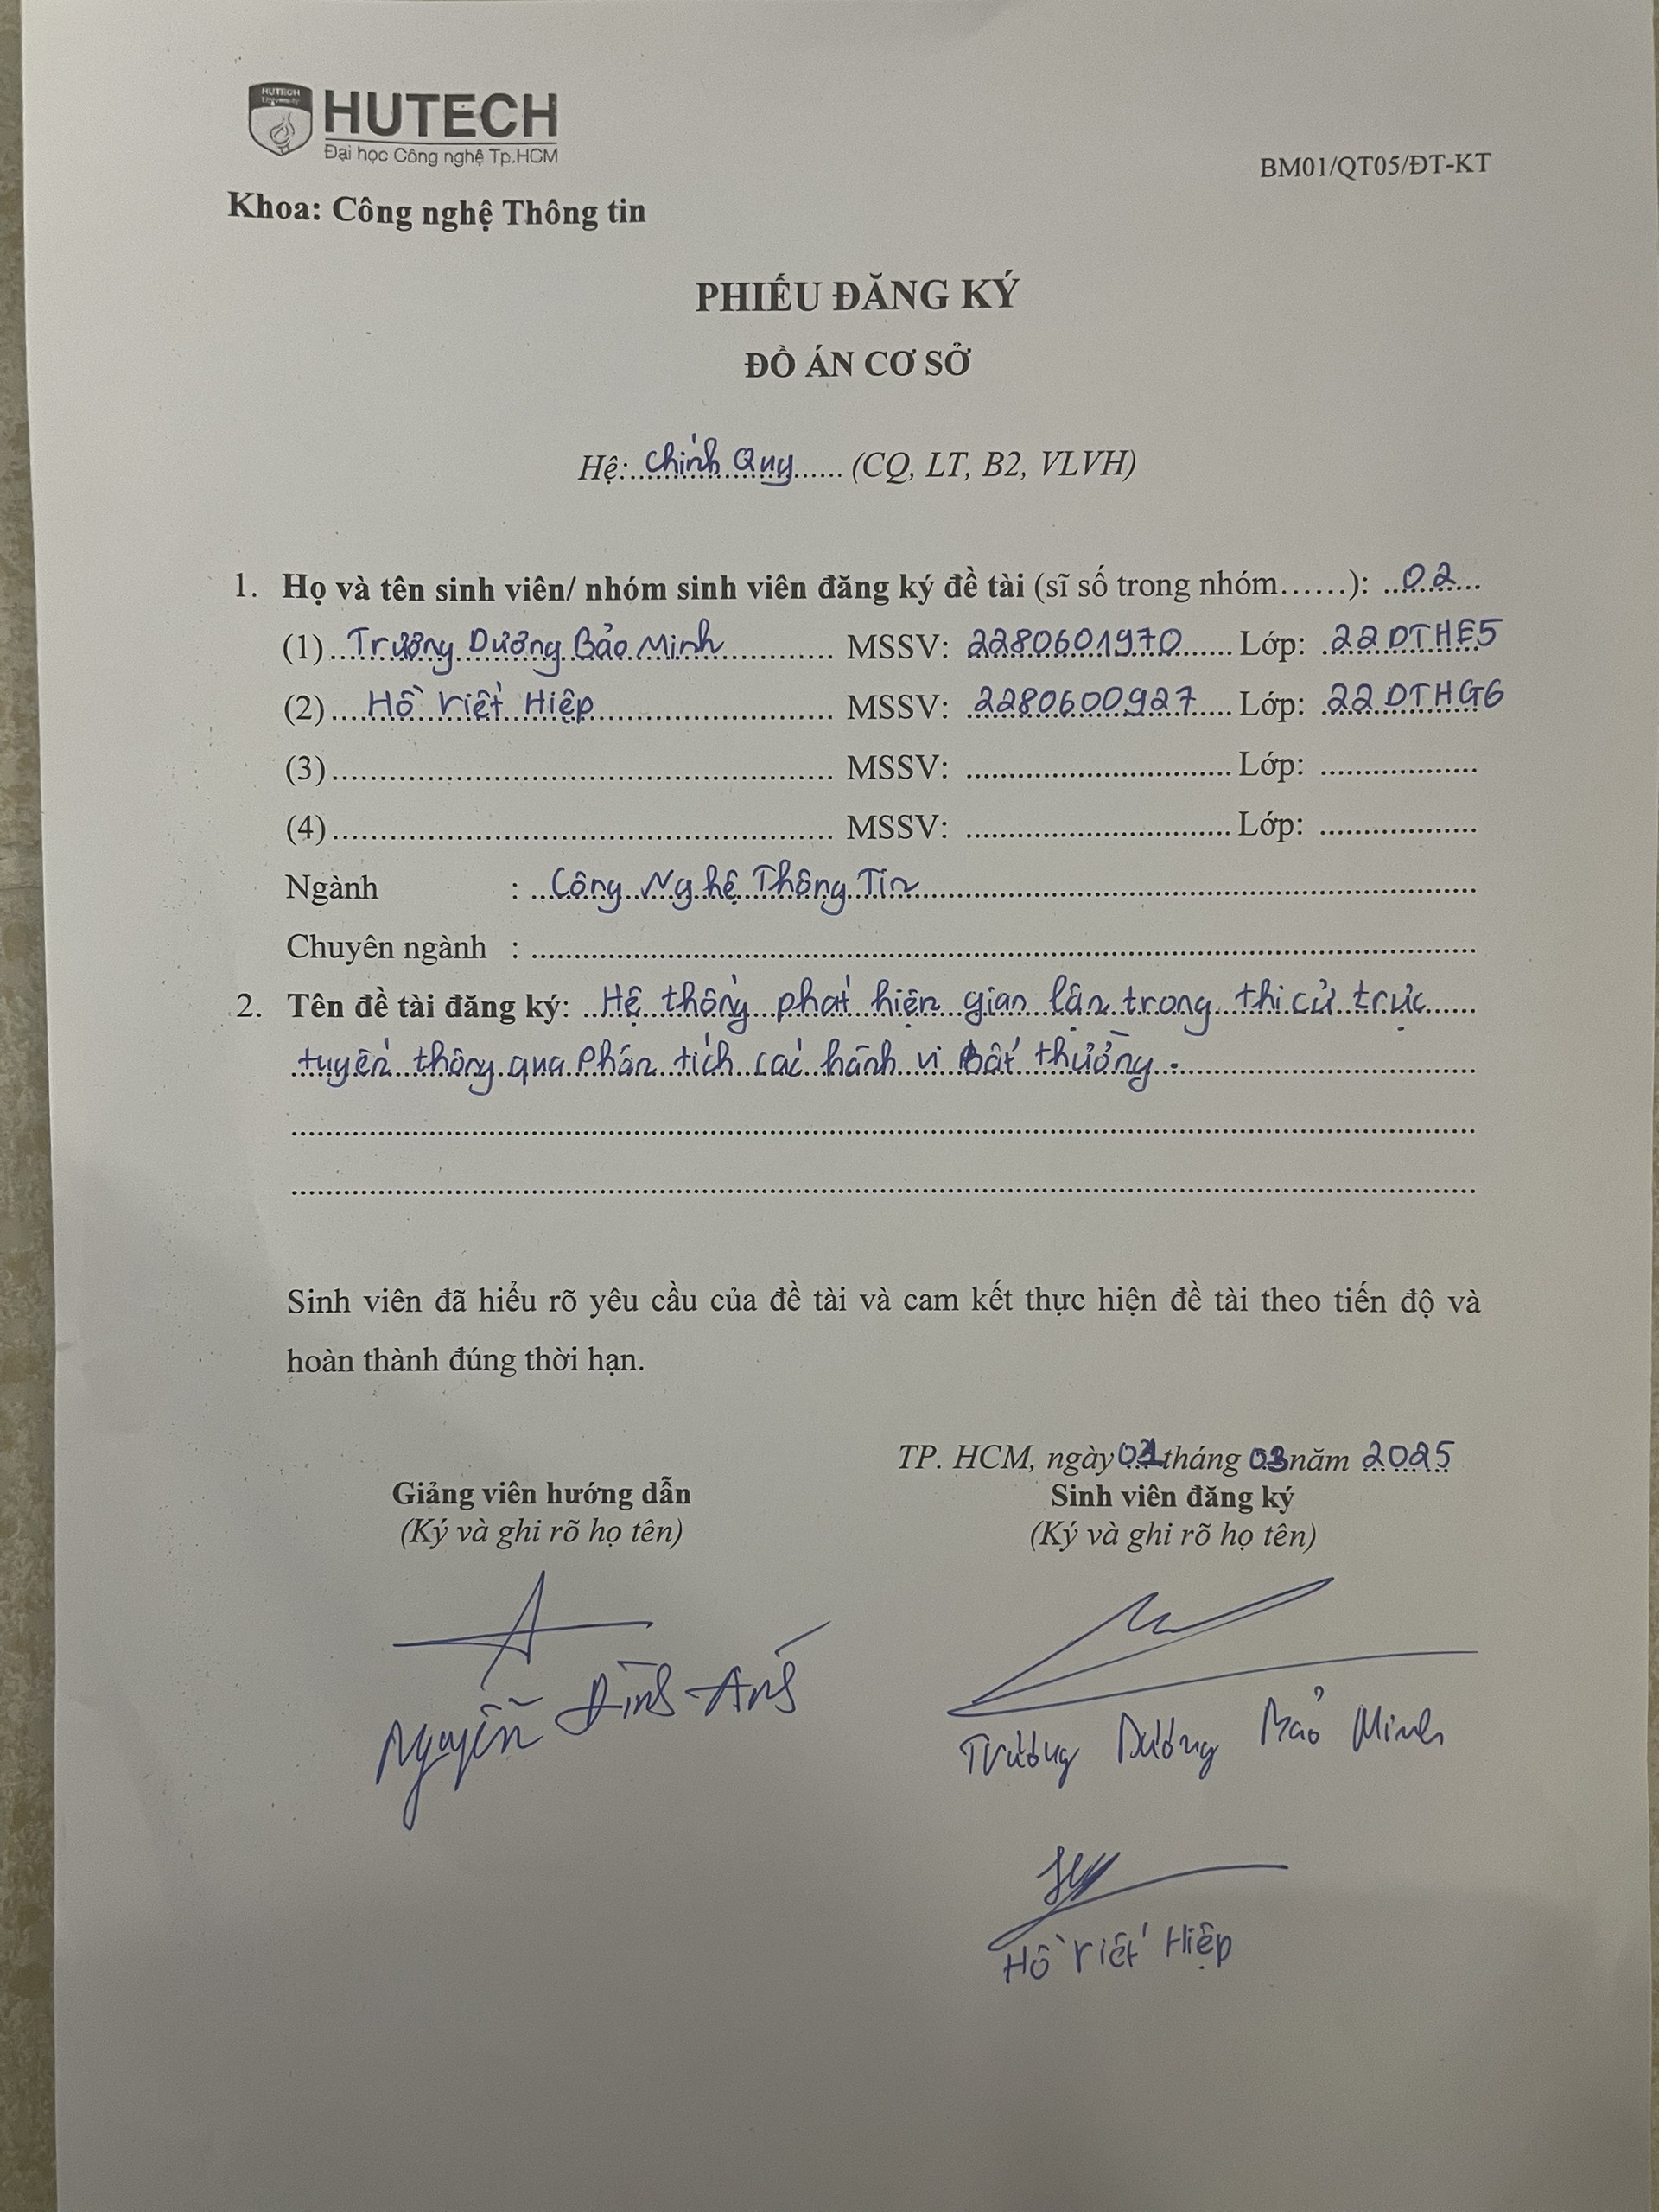 HUTECH
University
HUTECH
Đại học Công nghệ Tp.HCM
BM01/QT05/ĐT-KT
Khoa: Công nghệ Thông tin
PHIẾU ĐĂNG KÝ
ĐỒ ÁN CƠ SỞ
Hệ: Chính Quy (CQ, LT, B2, VLVH)
1. Họ và tên sinh viên/ nhóm sinh viên đăng ký đề tài (sĩ số trong nhóm……): 02
(1) Trương Dương Bảo Minh MSSV: 2280601970 Lớp: 22DTHE5
(2) Hồ Viết Hiệp MSSV: 2280600927 Lớp: 22DTHG6
(3) MSSV: Lớp:
(4) MSSV: Lớp:
Ngành : Công Nghệ Thông Tin
Chuyên ngành :
2. Tên đề tài đăng ký: Hệ thống phát hiện gian lận trong thi cử trực
tuyến thông qua phân tích các hành vi bất thường.
Sinh viên đã hiểu rõ yêu cầu của đề tài và cam kết thực hiện đề tài theo tiến độ và
hoàn thành đúng thời hạn.
TP. HCM, ngày tháng 03 năm 2025
Giảng viên hướng dẫn
(Ký và ghi rõ họ tên)
Sinh viên đăng ký
(Ký và ghi rõ họ tên)
Nguyễn Đình Ánh
Trương Dương Bảo Minh
Hồ Viết Hiệp